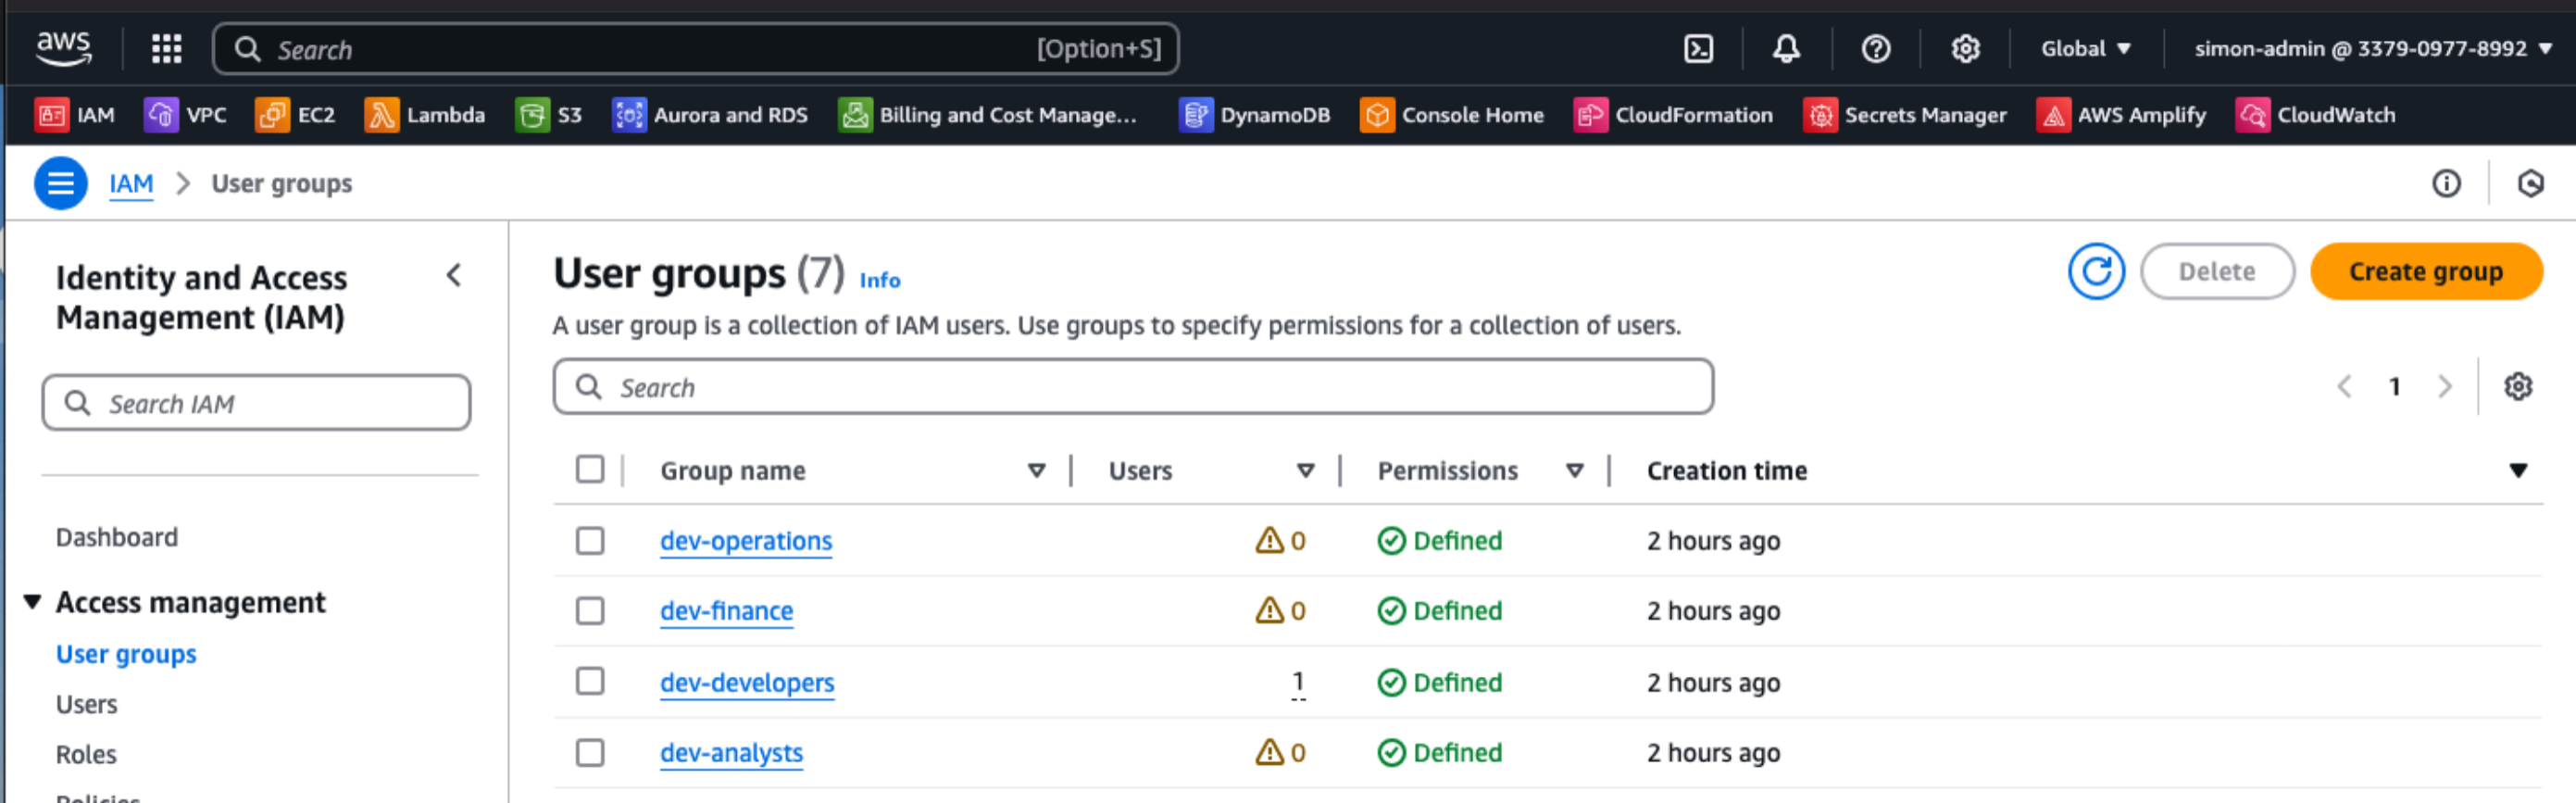 aws Search [Option+S] Global simon-admin @ 3379-0977-8992
IAM VPC EC2 Lambda S3 Aurora and RDS Billing and Cost Manage... DynamoDB Console Home CloudFormation Secrets Manager AWS Amplify CloudWatch
IAM > User groups
Identity and Access
Management (IAM)
Search IAM
Dashboard
Access management
User groups
Users
Roles
Policies
User groups (7) Info
Delete
Create group
A user group is a collection of IAM users. Use groups to specify permissions for a collection of users.
Search
1
Group name Users Permissions Creation time
dev-operations 0 Defined 2 hours ago
dev-finance 0 Defined 2 hours ago
dev-developers 1 Defined 2 hours ago
dev-analysts 0 Defined 2 hours ago